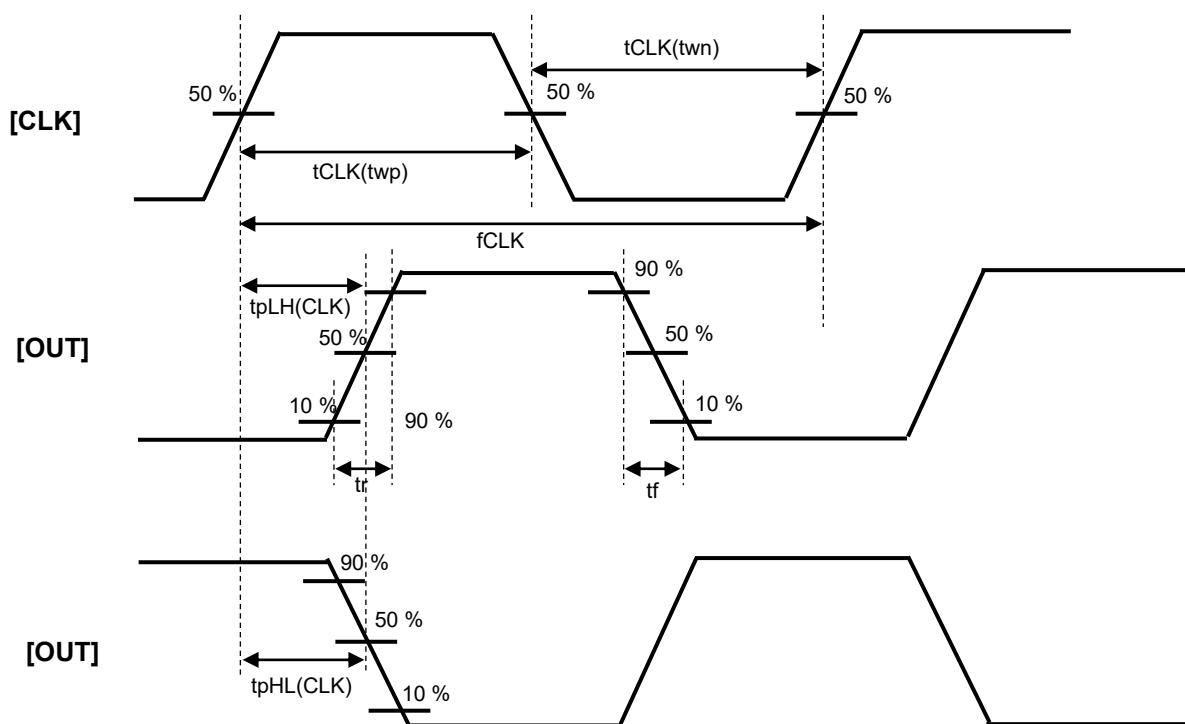 tCLK(twn)
50 %
50 %
50 %
[CLK]
tCLK(twp)
fCLK
90 %
tpLH(CLK)
50 %
50 %
[OUT]
10 %
10 %
90 %
tr
tf
90 %
50 %
[OUT]
tpHL(CLK)
10 %